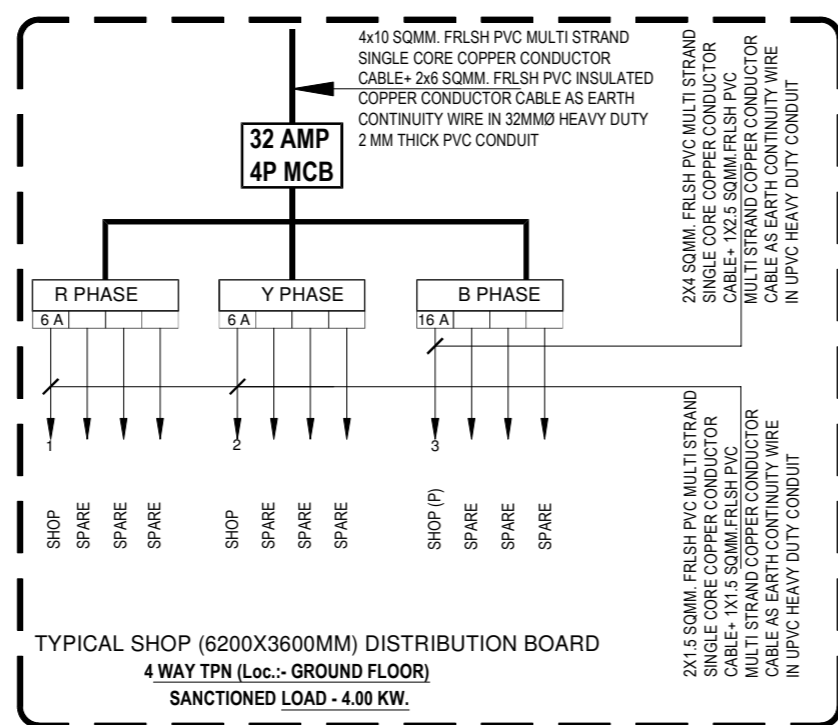 4x10 SQMM. FRLSH PVC MULTI STRAND
SINGLE CORE COPPER CONDUCTOR
CABLE+ 2x6 SQMM. FRLSH PVC INSULATED
COPPER CONDUCTOR CABLE AS EARTH
CONTINUITY WIRE IN 32MMØ HEAVY DUTY
2 MM THICK PVC CONDUIT
32 AMP
4P MCB
2X4 SQMM. FRLSH PVC MULTI STRAND
SINGLE CORE COPPER CONDUCTOR
CABLE+ 1X2.5 SQMM.FRLSH PVC
MULTI STRAND COPPER CONDUCTOR
CABLE AS EARTH CONTINUITY WIRE
IN UPVC HEAVY DUTY CONDUIT
R PHASE
Y PHASE
B PHASE
6 A
6 A
16 A
1
2
3
SHOP
SPARE
SPARE
SPARE
SHOP
SPARE
SPARE
SPARE
SHOP (P)
SPARE
SPARE
SPARE
2X1.5 SQMM. FRLSH PVC MULTI STRAND
SINGLE CORE COPPER CONDUCTOR
CABLE+ 1X1.5 SQMM.FRLSH PVC
MULTI STRAND COPPER CONDUCTOR
CABLE AS EARTH CONTINUITY WIRE
IN UPVC HEAVY DUTY CONDUIT
TYPICAL SHOP (6200X3600MM) DISTRIBUTION BOARD
4 WAY TPN (Loc.:- GROUND FLOOR)
SANCTIONED LOAD - 4.00 KW.